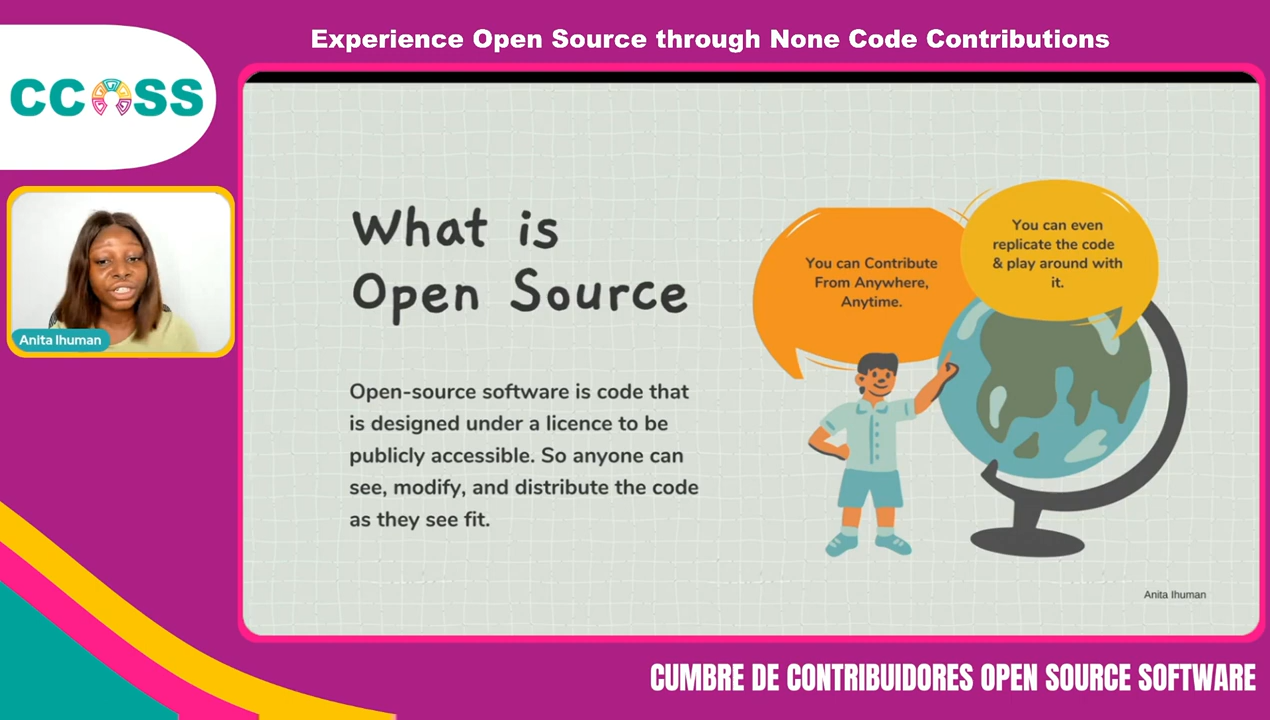 Experience Open Source through None Code Contributions
CCOSS
Anita Ihuman
What is
Open Source
Open-source software is code that
is designed under a licence to be
publicly accessible. So anyone can
see, modify, and distribute the code
as they see fit.
You can Contribute
From Anywhere,
Anytime.
You can even
replicate the code
& play around with
it.
Anita Ihuman
CUMBRE DE CONTRIBUIDORES OPEN SOURCE SOFTWARE